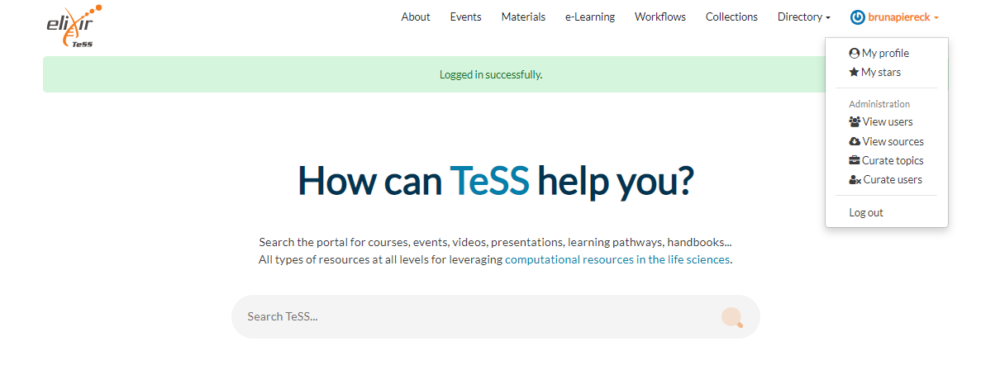 elixir
TeSS
About Events Materials e-Learning Workflows Collections Directory brunapiereck
My profile
My stars
Administration
View users
View sources
Curate topics
Curate users
Log out
Logged in successfully.
How can TeSS help you?
Search the portal for courses, events, videos, presentations, learning pathways, handbooks...
All types of resources at all levels for leveraging computational resources in the life sciences.
Search TeSS...